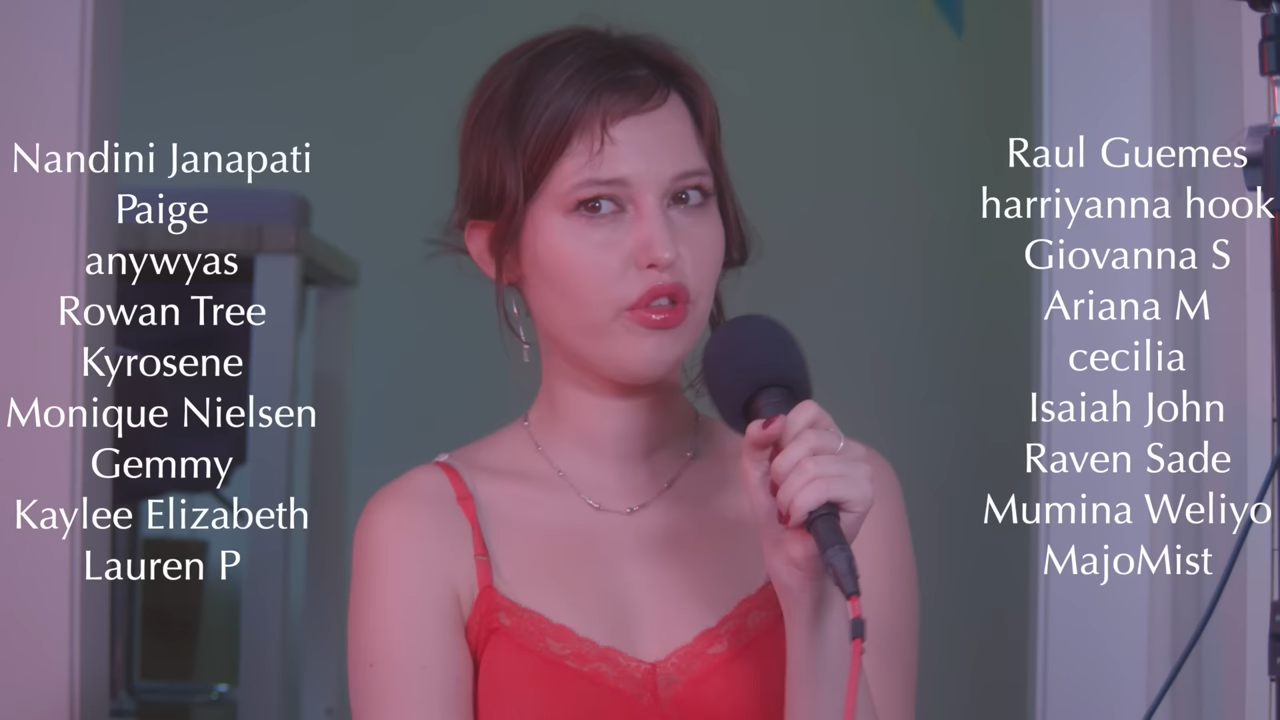 Nandini Janapati
Paige
anywyas
Rowan Tree
Kyrosene
Monique Nielsen
Gemmy
Kaylee Elizabeth
Lauren P
Raul Guemes
harriyanna hook
Giovanna S
Ariana M
cecilia
Isaiah John
Raven Sade
Mumina Weliyo
MajoMist